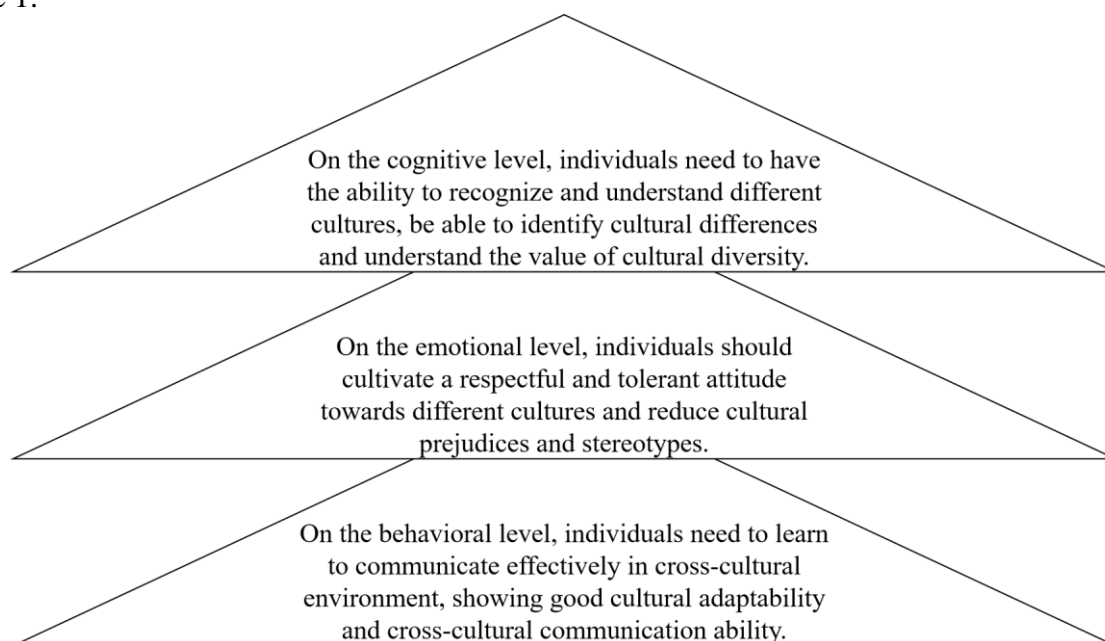 1.
On the cognitive level, individuals need to have
the ability to recognize and understand different
cultures, be able to identify cultural differences
and understand the value of cultural diversity.
On the emotional level, individuals should
cultivate a respectful and tolerant attitude
towards different cultures and reduce cultural
prejudices and stereotypes.
On the behavioral level, individuals need to learn
to communicate effectively in cross-cultural
environment, showing good cultural adaptability
and cross-cultural communication ability.